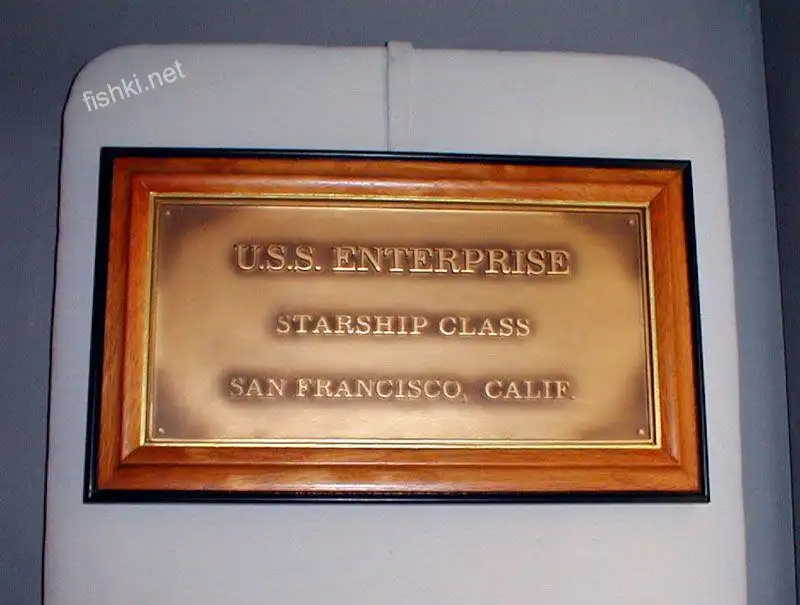 fishki.net
U.S.S. ENTERPRISE
STARSHIP CLASS
SAN FRANCISCO, CALIF.